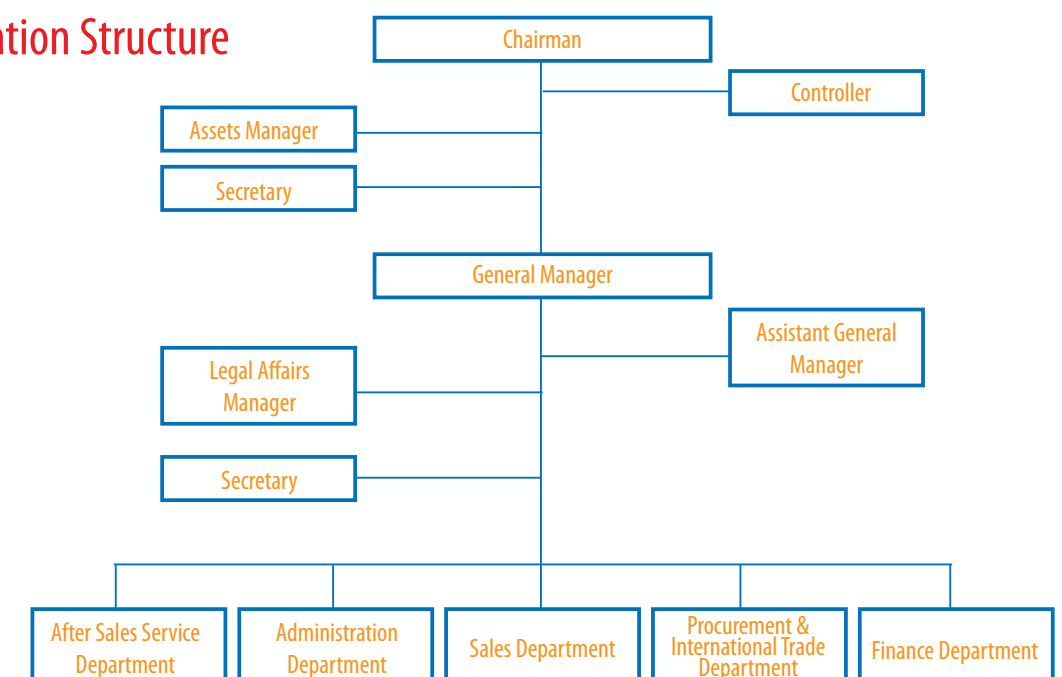 Structure
Chairman
Controller
Assets Manager
Secretary
General Manager
Assistant General
Manager
Legal Affairs
Manager
Secretary
After Sales Service
Department
Administration
Department
Sales Department
Procurement &
International Trade
Department
Finance Department